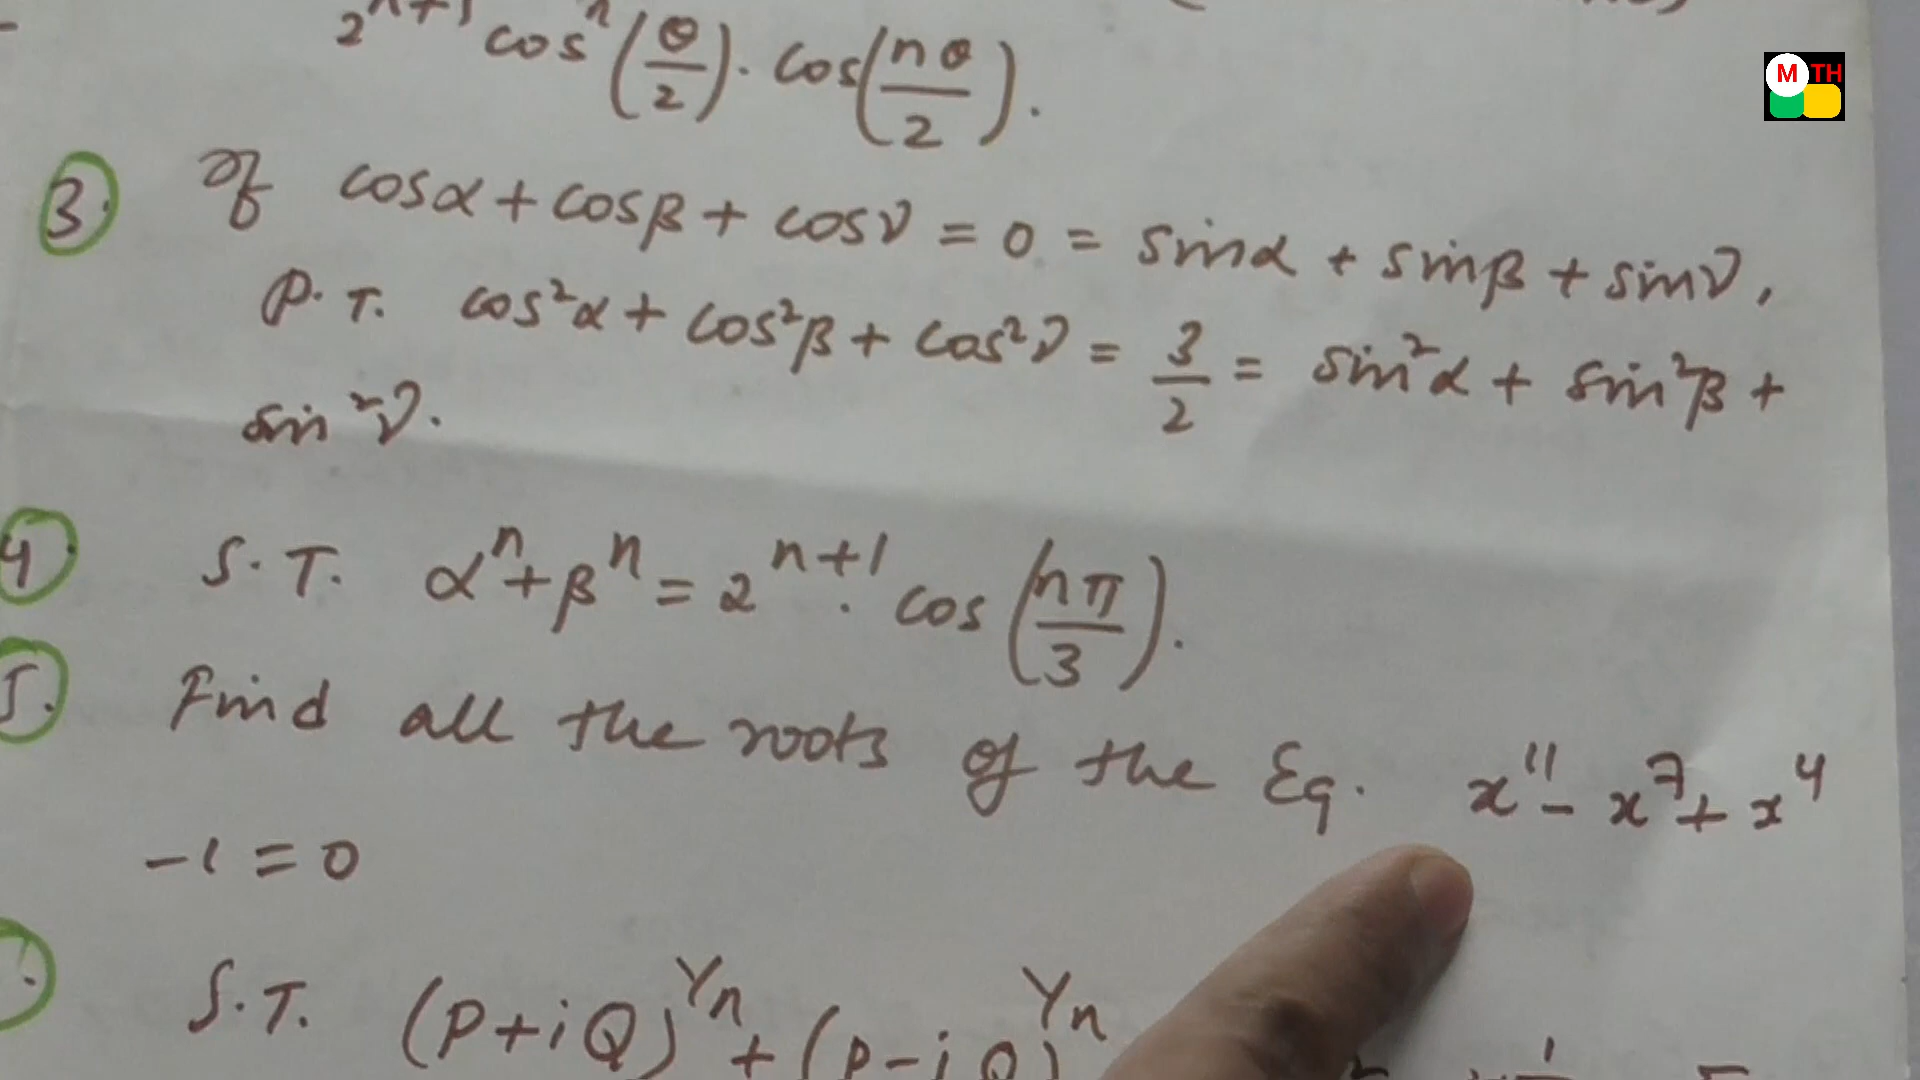 2^{n+1} cos^n (θ/2). cos(nθ/2).
M TH
3. If cosα + cosβ + cosγ = 0 = sinα + sinβ + sinγ,
P.T. cos²α + cos²β + cos²γ = 3/2 = sin²α + sin²β +
sin²γ.
4. S.T. α^n + β^n = 2^{n+1}. cos (nπ/3).
5. Find all the roots of the Eq. x^11 - x^7 + x^4
-1 = 0
S.T. (P+iQ)^{1/n} + (P-iQ)^{1/n}